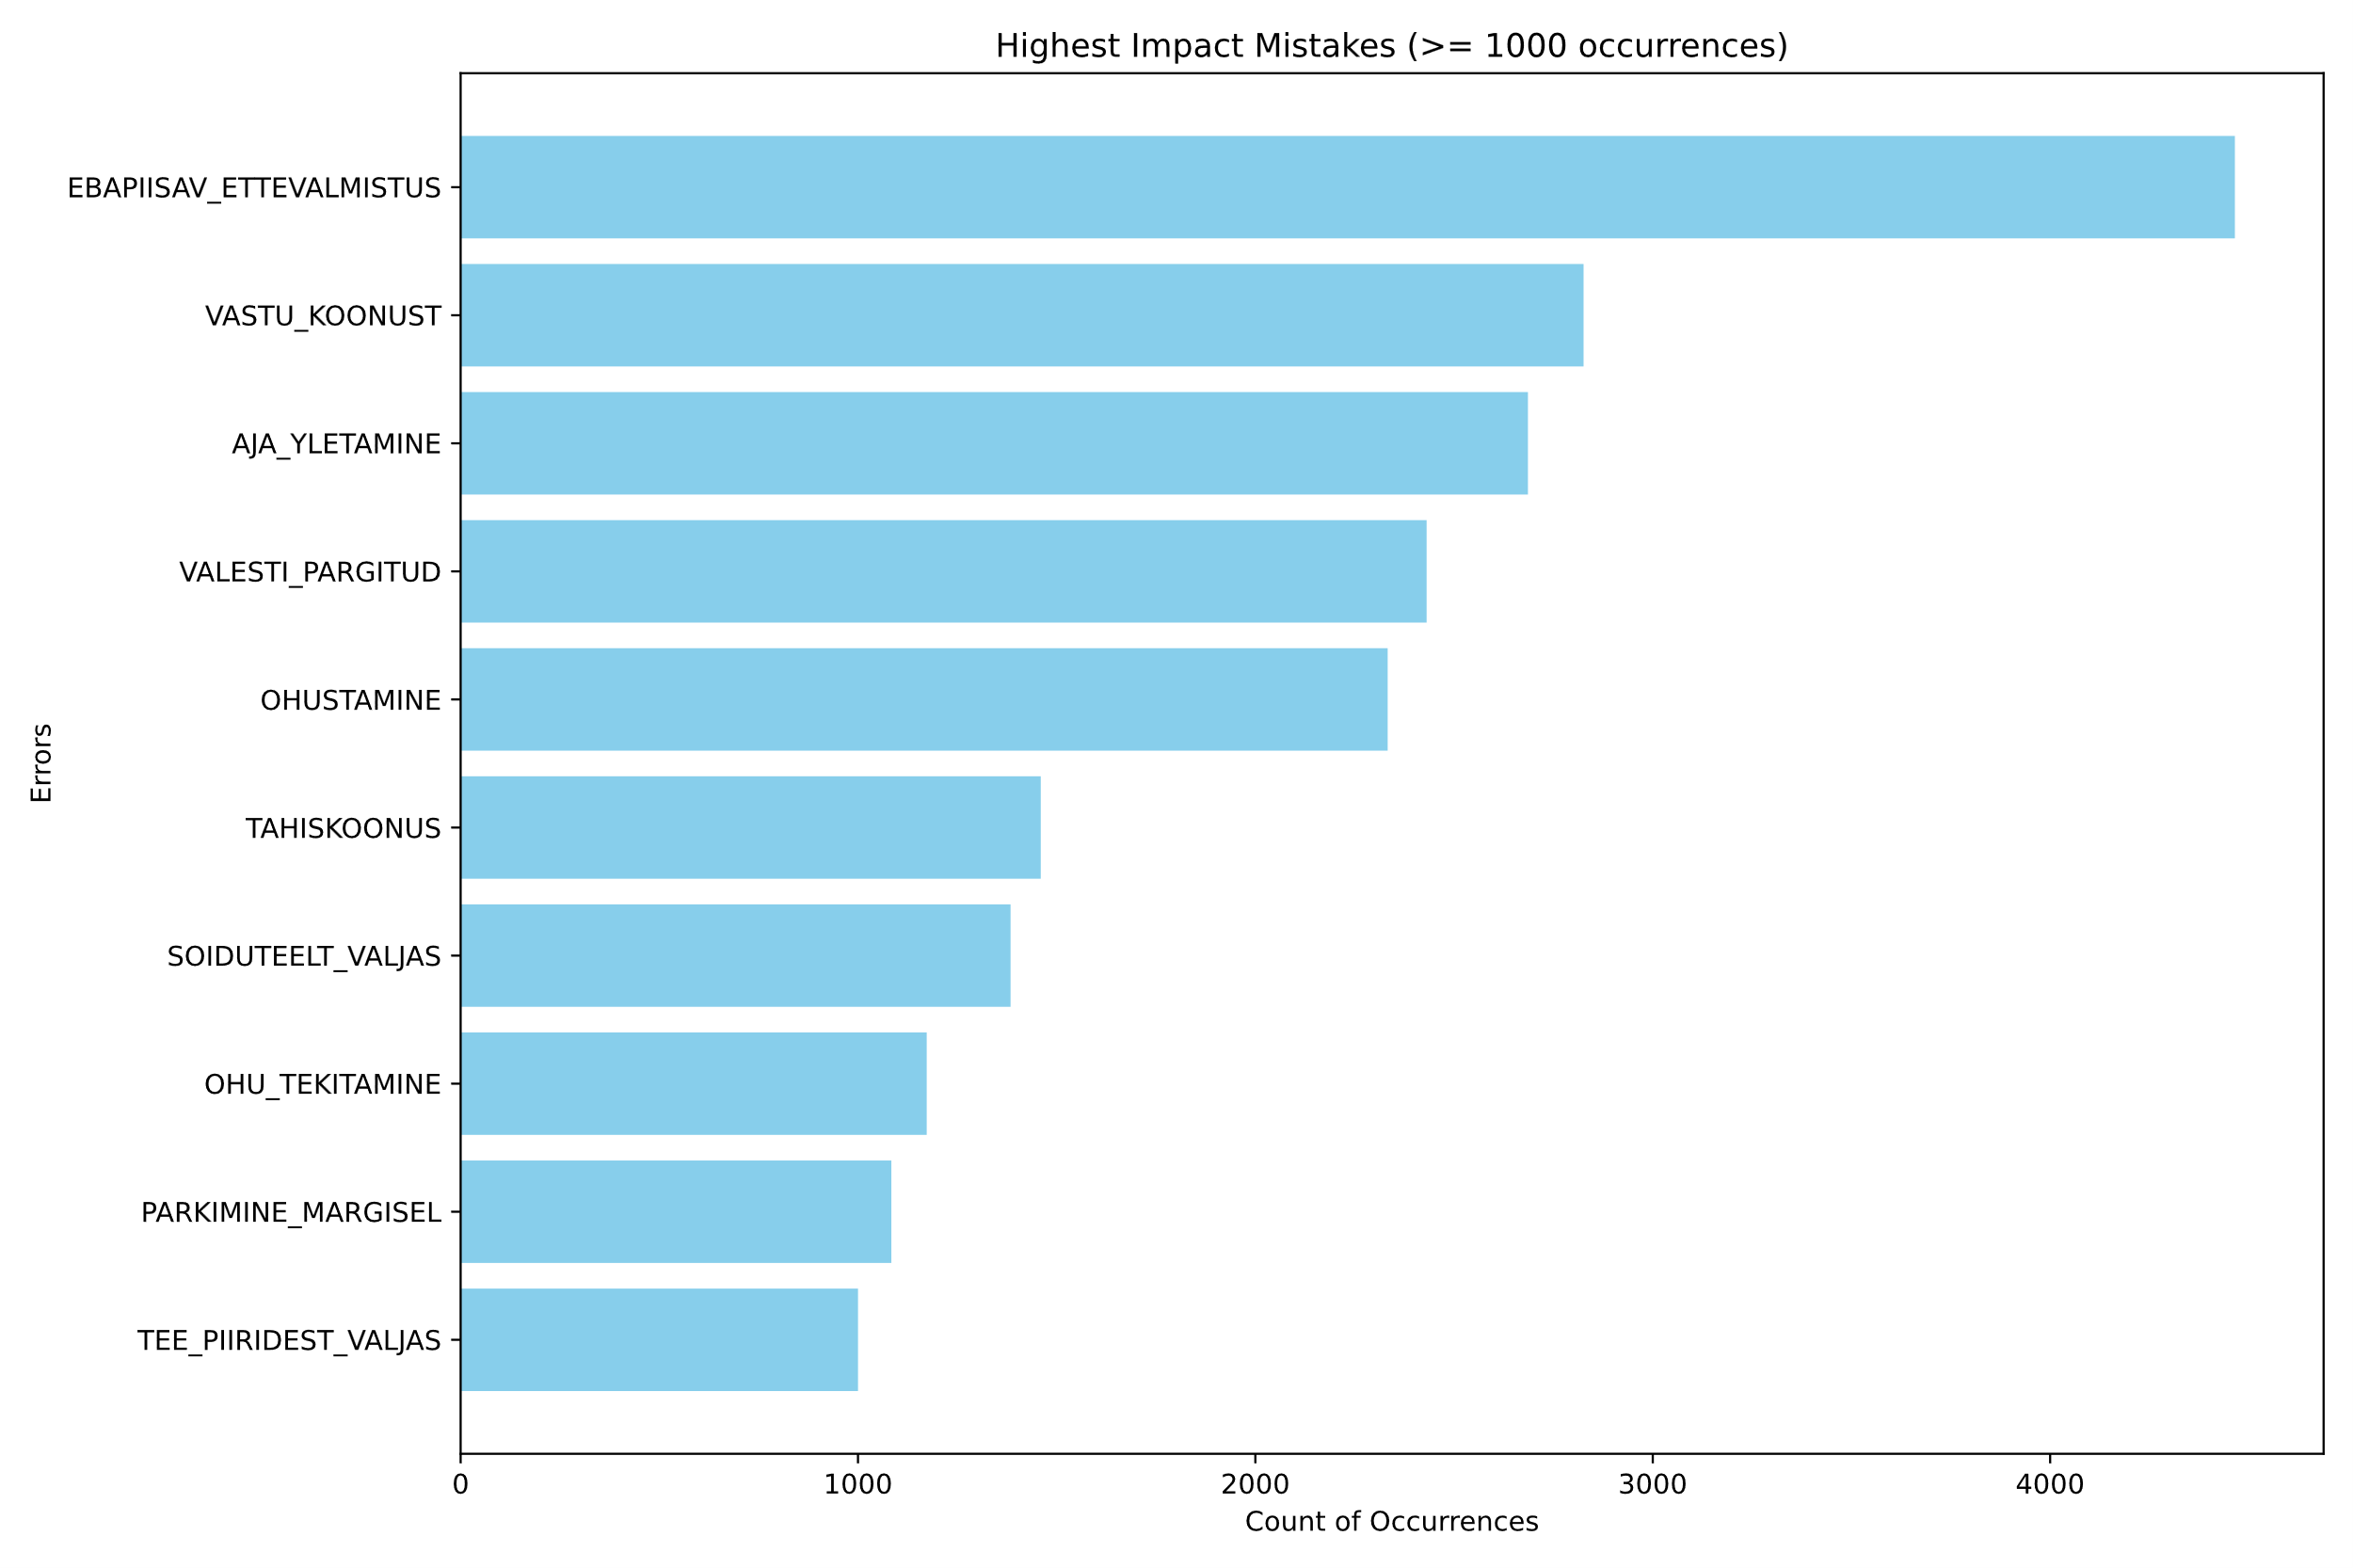 Highest Impact Mistakes (>= 1000 occurrences)
EBAPIISAV_ETTEVALMISTUS
VASTU_KOONUST
AJA_YLETAMINE
VALESTI_PARGITUD
OHUSTAMINE
TAHISKOONUS
SOIDUTEELT_VALJAS
OHU_TEKITAMINE
PARKIMINE_MARGISEL
TEE_PIIRIDEST_VALJAS
Errors
0 1000 2000 3000 4000
Count of Occurrences